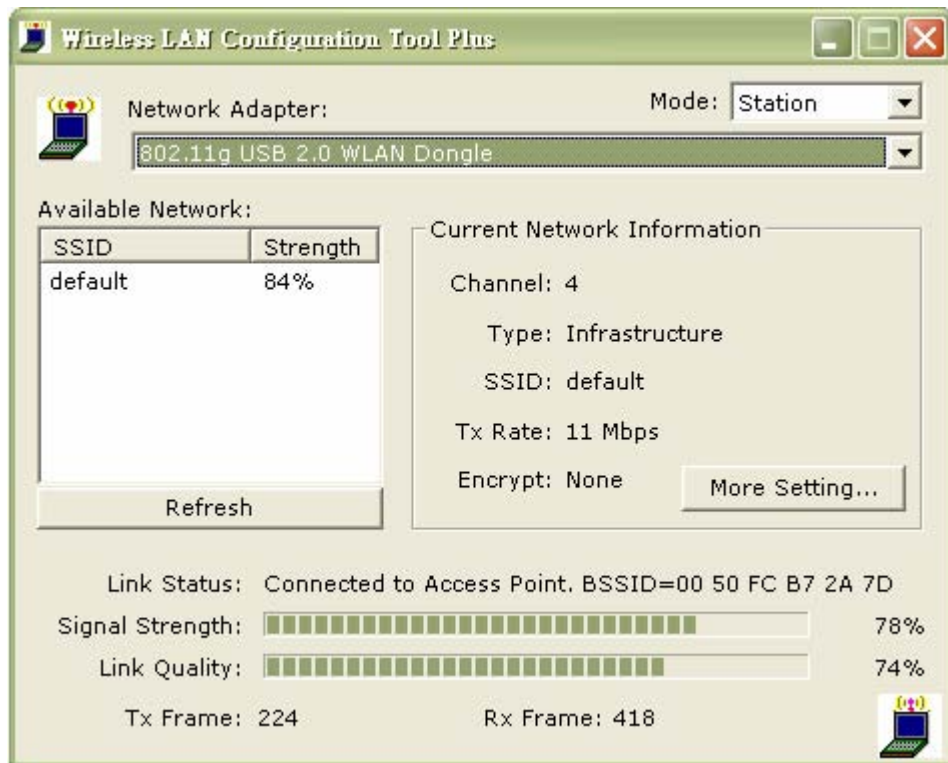 Wireless LAN Configuration Tool Plus
Network Adapter:
Mode: Station
802.11g USB 2.0 WLAN Dongle
Available Network:
SSID Strength
default 84%
Refresh
Current Network Information
Channel: 4
Type: Infrastructure
SSID: default
Tx Rate: 11 Mbps
Encrypt: None
More Setting...
Link Status: Connected to Access Point. BSSID=00 50 FC B7 2A 7D
Signal Strength: 78%
Link Quality: 74%
Tx Frame: 224 Rx Frame: 418